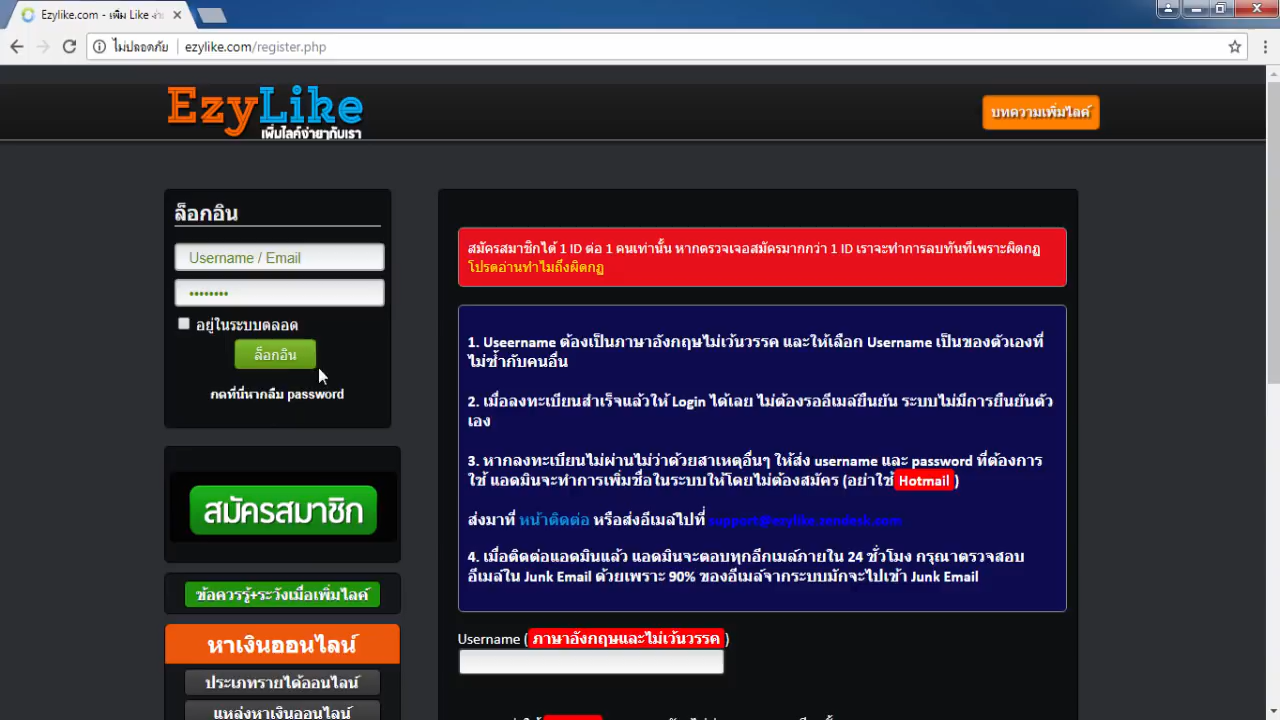 Ezylike.com - เพิ่ม Like ง่าย
ไม่ปลอดภัย ezylike.com/register.php
EzyLike
เพิ่มไลค์ง่ายๆกับเรา
บทความเพิ่มไลค์
ล็อกอิน
Username / Email
••••••••
อยู่ในระบบตลอด
ล็อกอิน
กดที่นี่หากลืม password
สมัครสมาชิก
ข้อควรรู้+ระวังเมื่อเพิ่มไลค์
หาเงินออนไลน์
ประเภทรายได้ออนไลน์
แหล่งหาเงินออนไลน์
สมัครสมาชิกได้ 1 ID ต่อ 1 คนเท่านั้น หากตรวจเจอสมัครมากกว่า 1 ID เราจะทำการลบทันทีเพราะผิดกฏ
โปรดอ่านทำไมถึงผิดกฏ
1. Useername ต้องเป็นภาษาอังกฤษไม่เว้นวรรค และให้เลือก Username เป็นของตัวเองที่
ไม่ซ้ำกับคนอื่น
2. เมื่อลงทะเบียนสำเร็จแล้วให้ Login ได้เลย ไม่ต้องรออีเมล์ยืนยัน ระบบไม่มีการยืนยันตัว
เอง
3. หากลงทะเบียนไม่ผ่านไม่ว่าด้วยสาเหตุอื่นๆ ให้ส่ง username และ password ที่ต้องการ
ใช้ แอดมินจะทำการเพิ่มชื่อในระบบให้โดยไม่ต้องสมัคร (อย่าใช้ Hotmail )
ส่งมาที่ หน้าติดต่อ หรือส่งอีเมลไปที่ support@ezylike.zendesk.com
4. เมื่อติดต่อแอดมินแล้ว แอดมินจะตอบทุกอีกเมล์ภายใน 24 ชั่วโมง กรุณาตรวจสอบ
อีเมล์ใน Junk Email ด้วยเพราะ 90% ของอีเมล์จากระบบมักจะไปเข้า Junk Email
Username ( ภาษาอังกฤษและไม่เว้นวรรค )